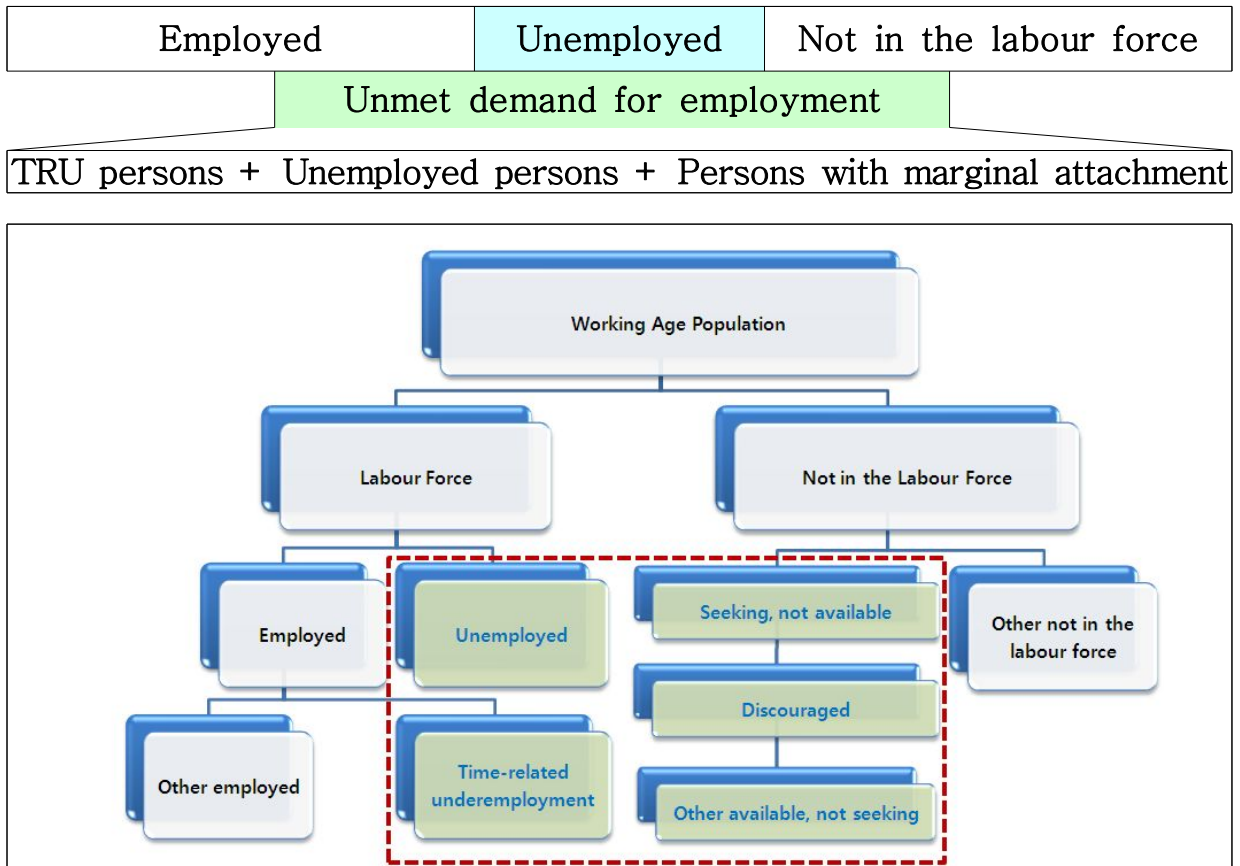 Employed Unemployed Not in the labour force
Unmet demand for employment
TRU persons + Unemployed persons + Persons with marginal attachment
Working Age Population
Labour Force
Not in the Labour Force
Employed
Unemployed
Seeking, not available
Other not in the
labour force
Discouraged
Other employed
Time-related
underemployment
Other available, not seeking